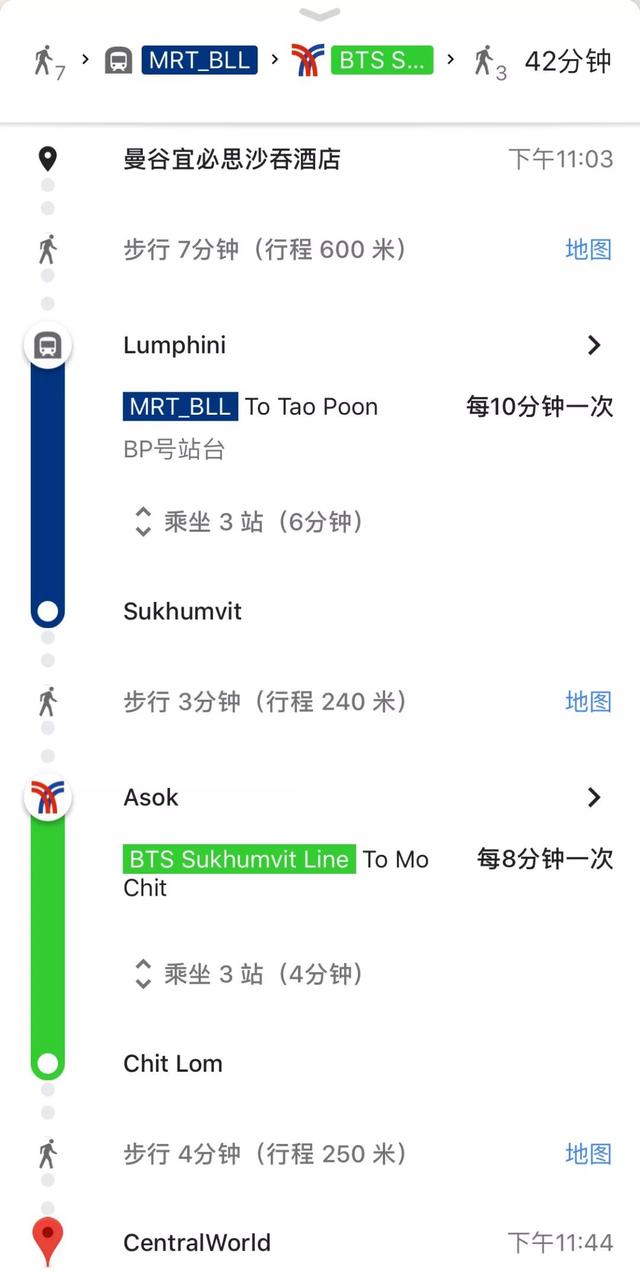 7 MRT_BLL BTS S... 3 42分钟
曼谷宜必思沙吞酒店 下午11:03
步行 7分钟（行程 600 米） 地图
Lumphini
MRT_BLL To Tao Poon 每10分钟一次
BP号站台
乘坐 3 站（6分钟）
Sukhumvit
步行 3分钟（行程 240 米） 地图
Asok
BTS Sukhumvit Line To Mo 每8分钟一次
Chit
乘坐 3 站（4分钟）
Chit Lom
步行 4分钟（行程 250 米） 地图
CentralWorld 下午11:44